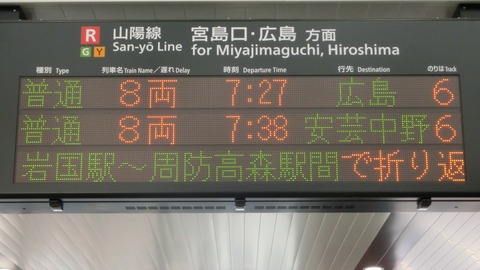 R 山陽線 宮島口・広島 方面
G Y San-yō Line for Miyajimaguchi, Hiroshima
種別 Type 列車名 Train Name/遅れ Delay 時刻 Departure Time 行先 Destination のりば Track
普通 8両 7:27 広島 6
普通 8両 7:38 安芸中野 6
岩国駅～周防高森駅間で折り返